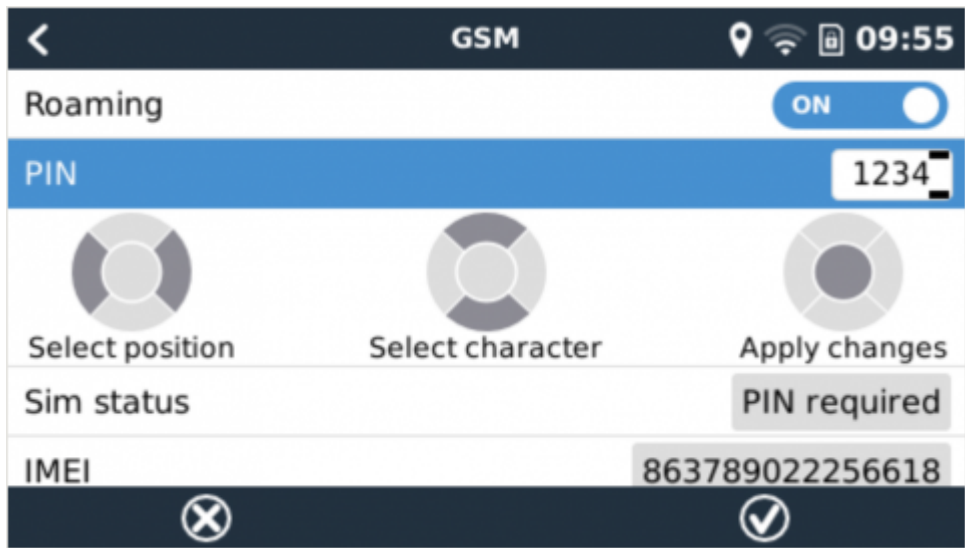 GSM 09:55
Roaming ON
PIN 1234
Select position Select character Apply changes
Sim status PIN required
IMEI 863789022256618